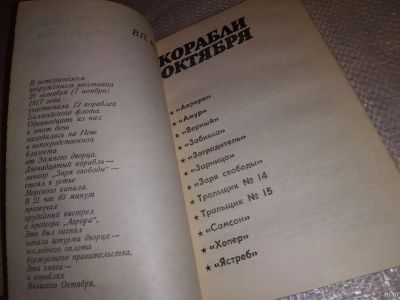 В историческом
вооруженном восстании
25 октября (7 ноября)
1917 года
участвовали 12 кораблей
Балтийского флота.
Одиннадцать из них
в этот день
находились на Неве
в непосредственной
близости
от Зимнего дворца.
Двенадцатый корабль —
линкор "Заря свободы" —
стоял в устье
Морского канала.
В 21 час 40 минут
прозвучал
орудийный выстрел
с крейсера "Аврора".
Это был сигнал
начала штурма дворца —
последнего оплота
буржуазного правительства.
Эта книга —
о кораблях
Великого Октября,
В.П.
КОРАБЛИ
ОКТЯБРЯ
★ «Аврора»
★ «Амур»
★ «Верный»
★ «Забияка»
★ «Заградитель»
★ «Зарница»
★ «Заря свободы»
★ Тральщик № 14
★ Тральщик № 15
★ «Самсон»
★ «Хопер»
★ «Ястреб»